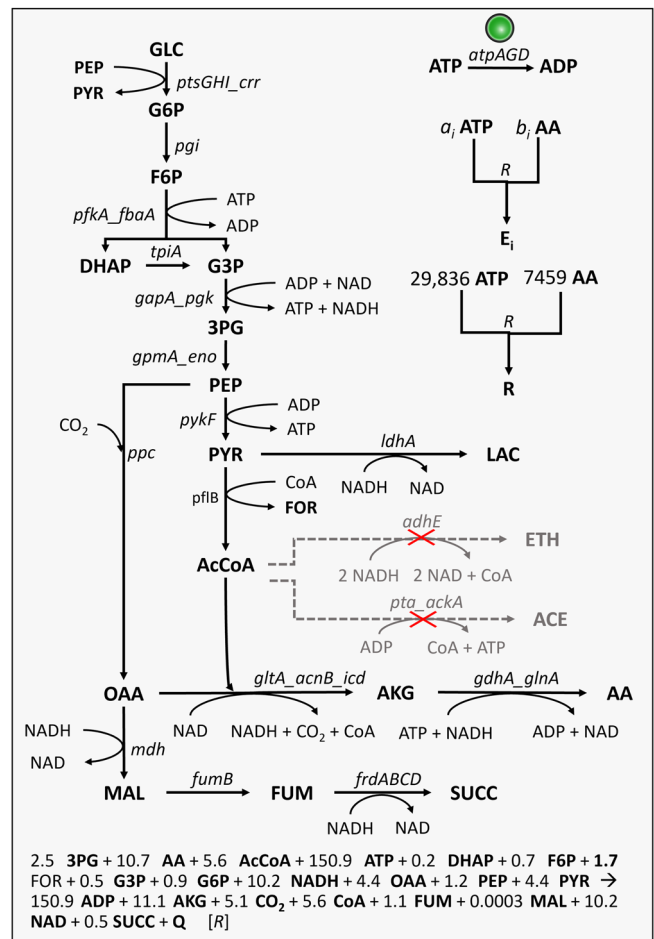 GLC
PEP
PYR
ptsGHI_crr
G6P
pgi
F6P
ATP
pfkA_fbaA
ADP
tpiA
DHAP
G3P
ADP + NAD
gapA_pgk
ATP + NADH
3PG
gpmA_eno
PEP
ADP
pykF
ATP
CO2
ppc
PYR
ldhA
LAC
NADH
NAD
CoA
pflB
FOR
adhE
ETH
AcCoA
2 NADH
2 NAD + CoA
pta_ackA
ACE
ADP
CoA + ATP
OAA
gltA_acnB_icd
AKG
gdhA_glnA
AA
NAD
NADH + CO2 + CoA
ATP + NADH
ADP + NAD
NADH
mdh
NAD
MAL
fumB
FUM
frdABCD
SUCC
NADH
NAD
atpAGD
ATP
ADP
ai ATP
bi AA
R
Ei
29,836 ATP
7459 AA
R
R
2.5 3PG + 10.7 AA + 5.6 AcCoA + 150.9 ATP + 0.2 DHAP + 0.7 F6P + 1.7
FOR + 0.5 G3P + 0.9 G6P + 10.2 NADH + 4.4 OAA + 1.2 PEP + 4.4 PYR →
150.9 ADP + 11.1 AKG + 5.1 CO2 + 5.6 CoA + 1.1 FUM + 0.0003 MAL + 10.2
NAD + 0.5 SUCC + Q [R]